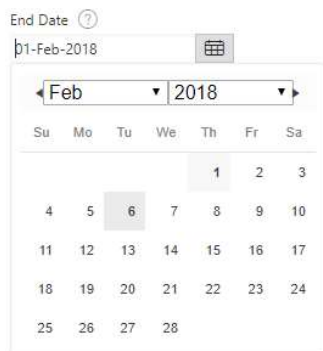 End Date ?
01-Feb-2018
Feb 2018
Su Mo Tu We Th Fr Sa
1 2 3
4 5 6 7 8 9 10
11 12 13 14 15 16 17
18 19 20 21 22 23 24
25 26 27 28